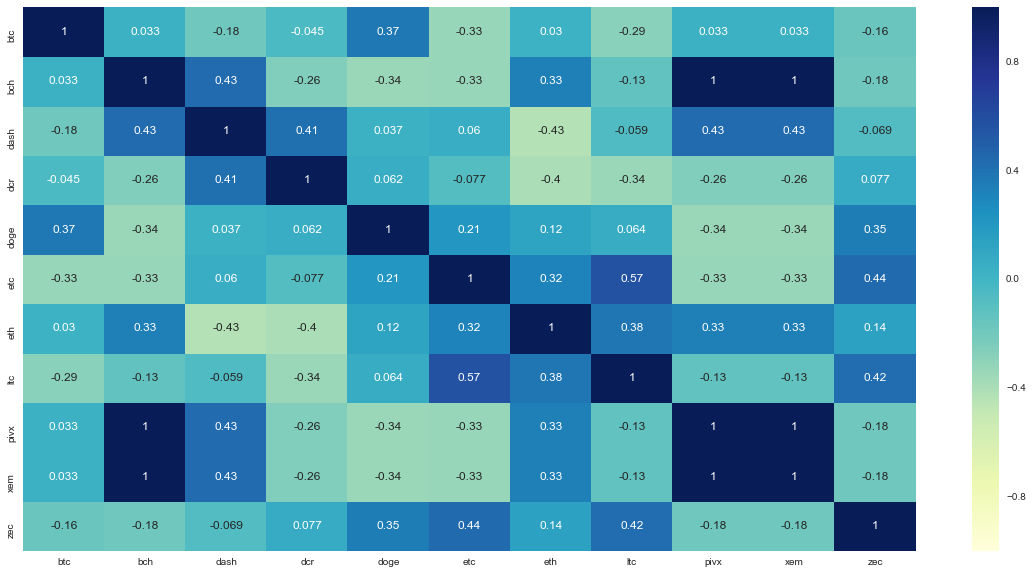 btc 1 0.033 -0.18 -0.045 0.37 -0.33 0.03 -0.29 0.033 0.033 -0.16
bch 0.033 1 0.43 -0.26 -0.34 -0.33 0.33 -0.13 1 1 -0.18
dash -0.18 0.43 1 0.41 0.037 0.06 -0.43 -0.059 0.43 0.43 -0.069
dcr -0.045 -0.26 0.41 1 0.062 -0.077 -0.4 -0.34 -0.26 -0.26 0.077
doge 0.37 -0.34 0.037 0.062 1 0.21 0.12 0.064 -0.34 -0.34 0.35
etc -0.33 -0.33 0.06 -0.077 0.21 1 0.32 0.57 -0.33 -0.33 0.44
eth 0.03 0.33 -0.43 -0.4 0.12 0.32 1 0.38 0.33 0.33 0.14
ltc -0.29 -0.13 -0.059 -0.34 0.064 0.57 0.38 1 -0.13 -0.13 0.42
pivx 0.033 1 0.43 -0.26 -0.34 -0.33 0.33 -0.13 1 1 -0.18
xem 0.033 1 0.43 -0.26 -0.34 -0.33 0.33 -0.13 1 1 -0.18
zec -0.16 -0.18 -0.069 0.077 0.35 0.44 0.14 0.42 -0.18 -0.18 1
btc bch dash dcr doge etc eth ltc pivx xem zec
0.8
0.4
0.0
−0.4
−0.8